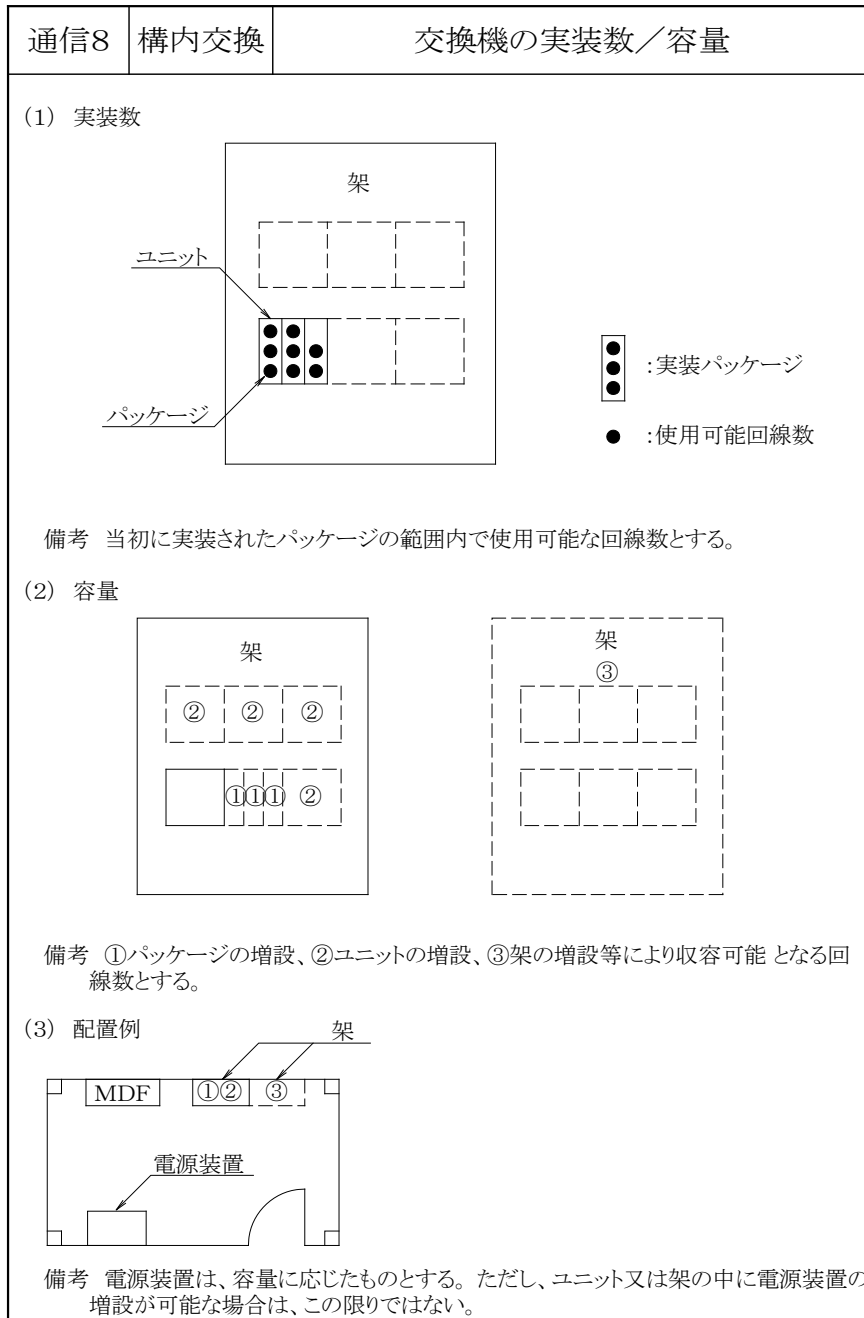 通信8 構内交換 交換機の実装数／容量
(1) 実装数
架
ユニット
パッケージ
:実装パッケージ
:使用可能回線数
備考 当初に実装されたパッケージの範囲内で使用可能な回線数とする。
(2) 容量
架 架
③
② ② ②
①①① ②
備考 ①パッケージの増設、②ユニットの増設、③架の増設等により収容可能 となる回
線数とする。
(3) 配置例
架
MDF ①② ③
電源装置
備考 電源装置は、容量に応じたものとする。ただし、ユニット又は架の中に電源装置の
増設が可能な場合は、この限りではない。